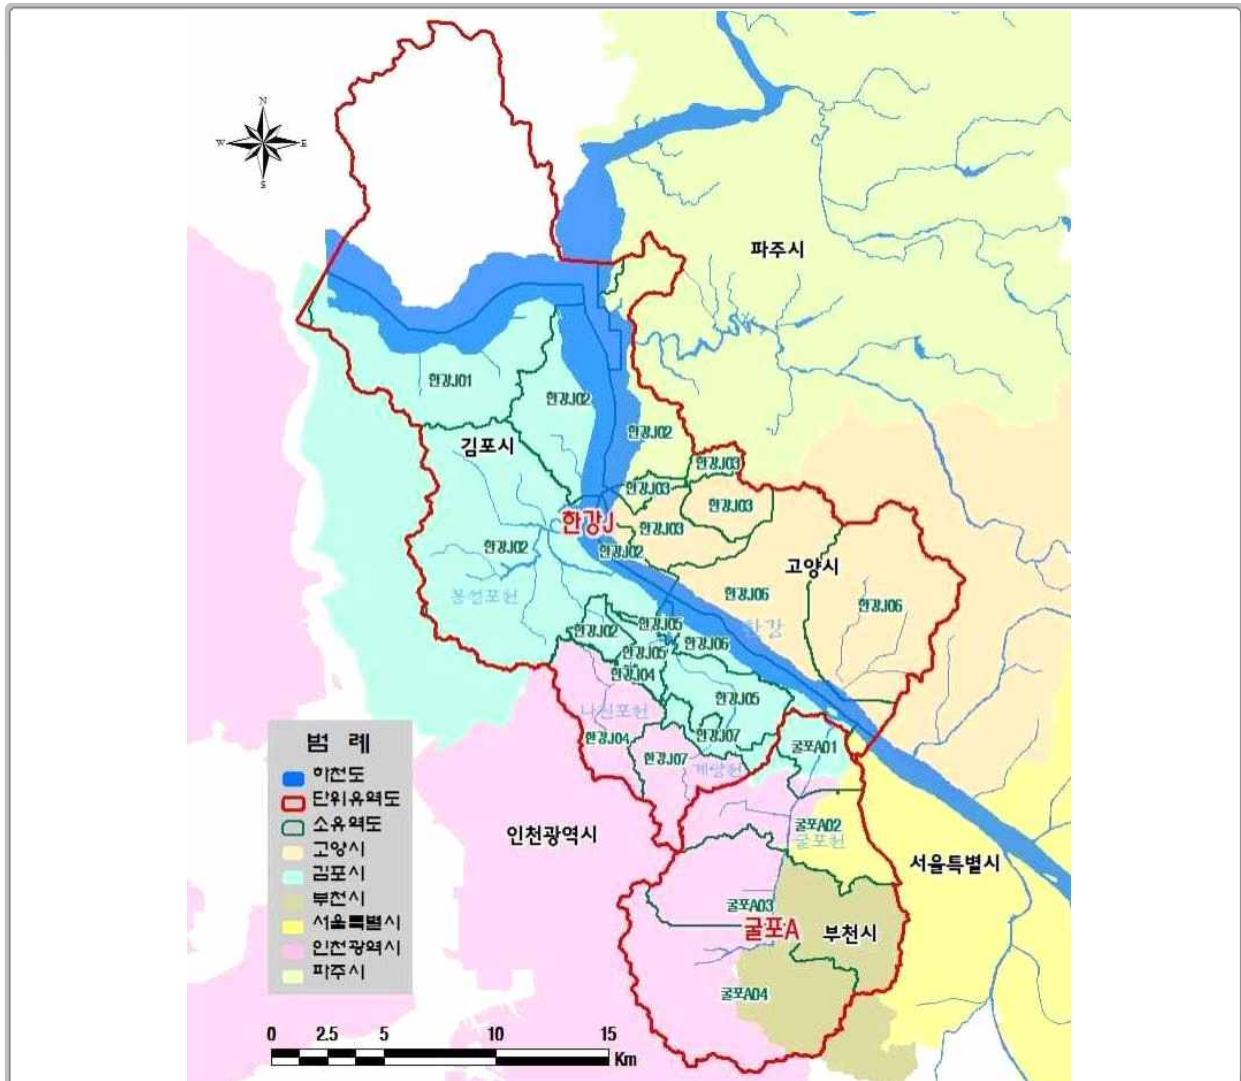 N
W E
S
파주시
한강J01
한강J02
한강J02
김포시
한강J03
한강J03
한강J03
한강J
한강J03
한강J02
한강J02
고양시
한강J06
한강J06
봉성포천
한강
한강J05
한강J02
한강J06
한강J05
한강J04
한강J05
나진포천
한강J04
한강J07
한강J07
계양천
굴포A01
굴포A02
굴포천
인천광역시
서울특별시
굴포A03
굴포A
부천시
굴포A04
범 례
하천도
단위유역도
소유역도
고양시
김포시
부천시
서울특별시
인천광역시
파주시
0 2.5 5 10 15
Km